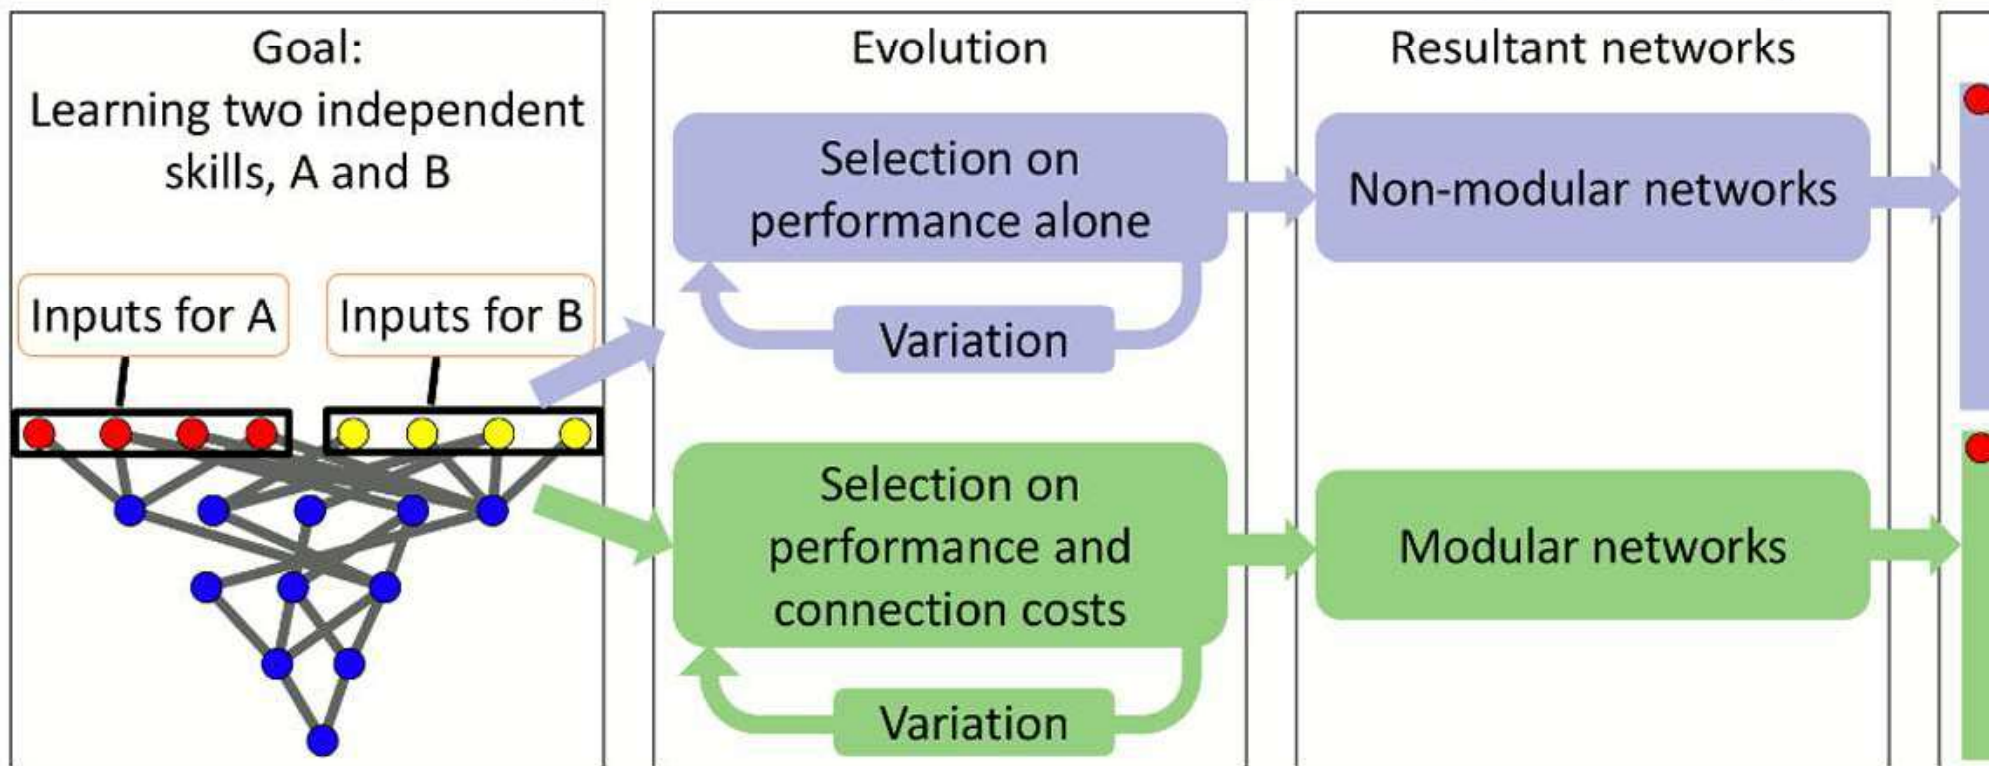 Goal:
Learning two independent
skills, A and B
Inputs for A
Inputs for B
Evolution
Selection on
performance alone
Variation
Selection on
performance and
connection costs
Variation
Resultant networks
Non-modular networks
Modular networks